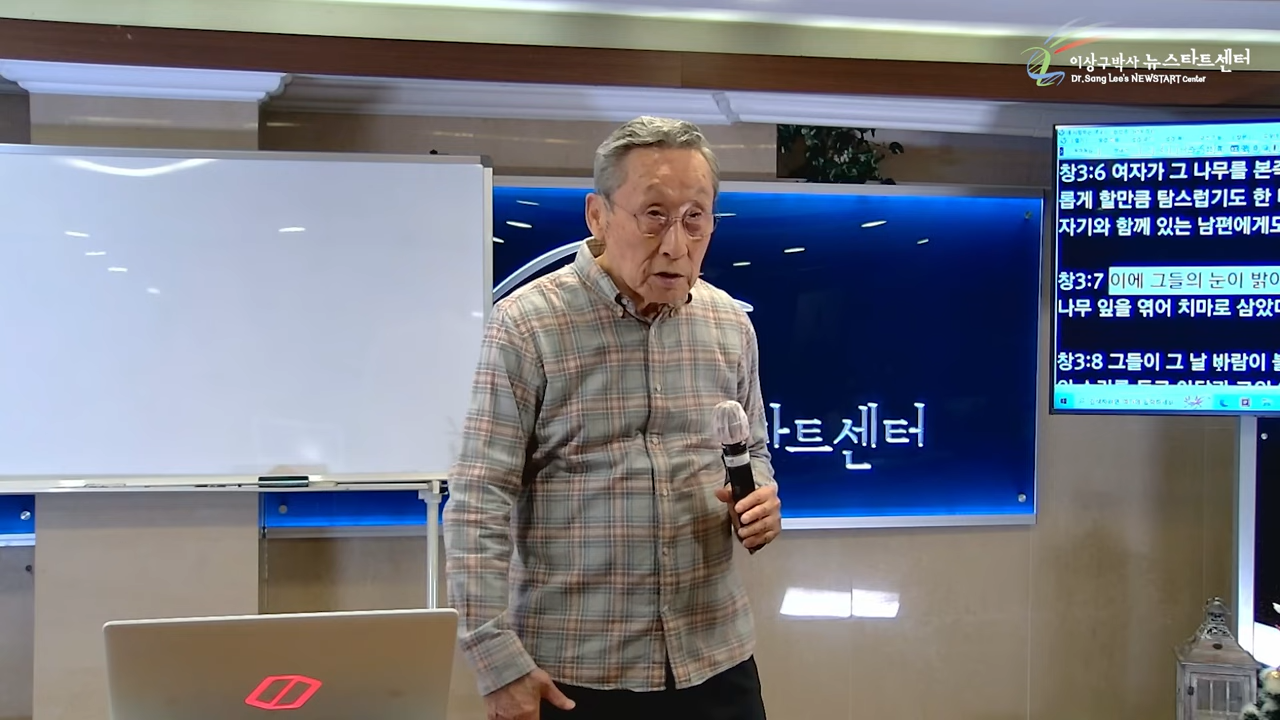 이상구박사 뉴스타트센터
Dr. Sang Lee's NEWSTART Center
창3:6 여자가 그 나무를 본즉
롭게 할만큼 탐스럽기도 한
자기와 함께 있는 남편에게도
창3:7 이에 그들의 눈이 밝아
나무 잎을 엮어 치마로 삼았더
창3:8 그들이 그 날 바람이
타트센터